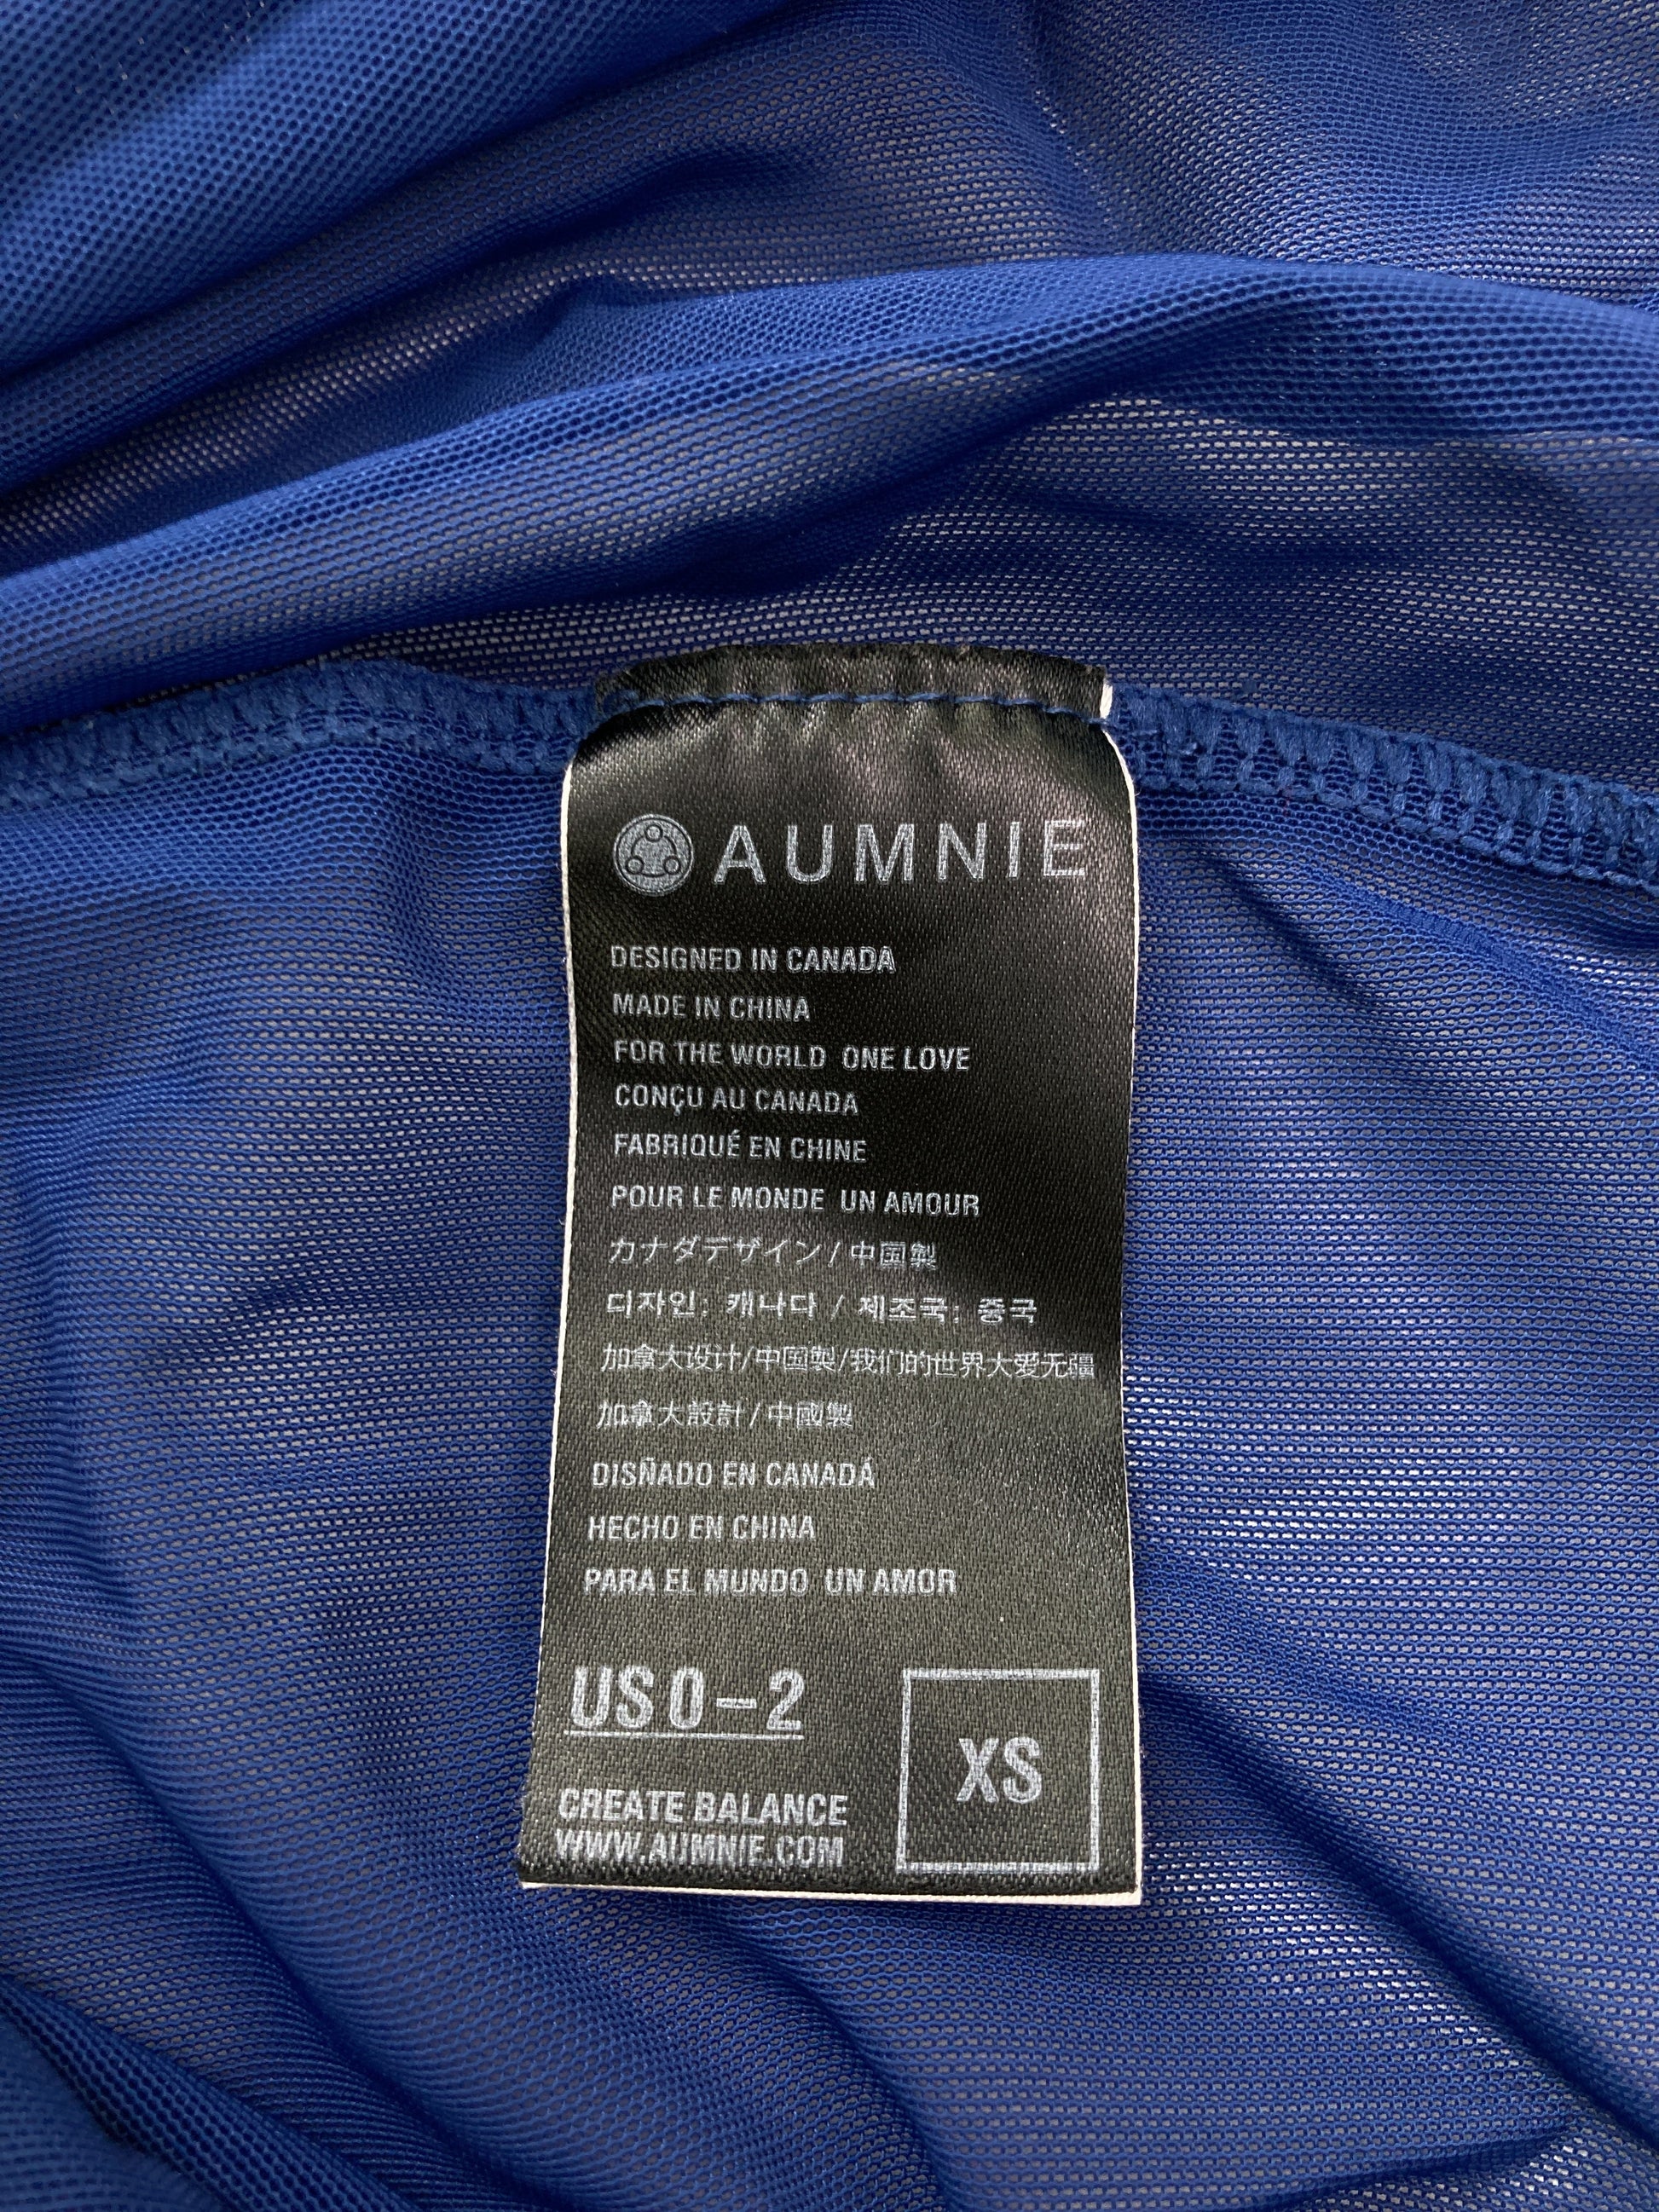 AUMNIE
DESIGNED IN CANADA
MADE IN CHINA
FOR THE WORLD ONE LOVE
CONÇU AU CANADA
FABRIQUÉ EN CHINE
POUR LE MONDE UN AMOUR
カナダデザイン/中国製
디자인: 캐나다 / 제조국: 중국
加拿大设计/中国製/我们的世界大爱无疆
加拿大設計/中國製
DISÑADO EN CANADÁ
HECHO EN CHINA
PARA EL MUNDO UN AMOR
US 0-2
XS
CREATE BALANCE
WWW.AUMNIE.COM